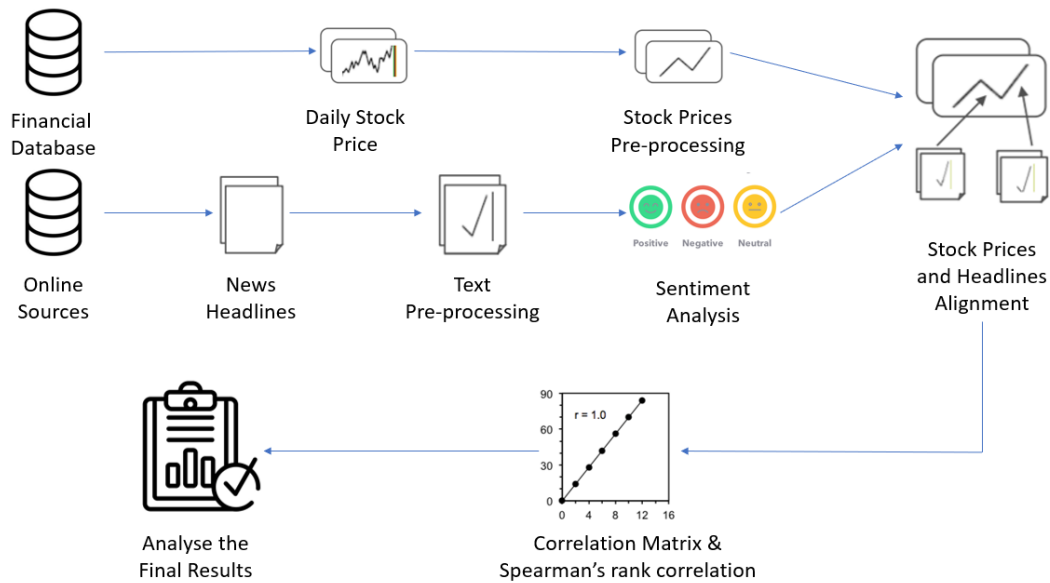 Financial
Database
Daily Stock
Price
Stock Prices
Pre-processing
Online
Sources
News
Headlines
Text
Pre-processing
Positive
Negative
Neutral
Sentiment
Analysis
Stock Prices
and Headlines
Alignment
Analyse the
Final Results
90
60
30
0
r = 1.0
0 4 8 12 16
Correlation Matrix &
Spearman's rank correlation